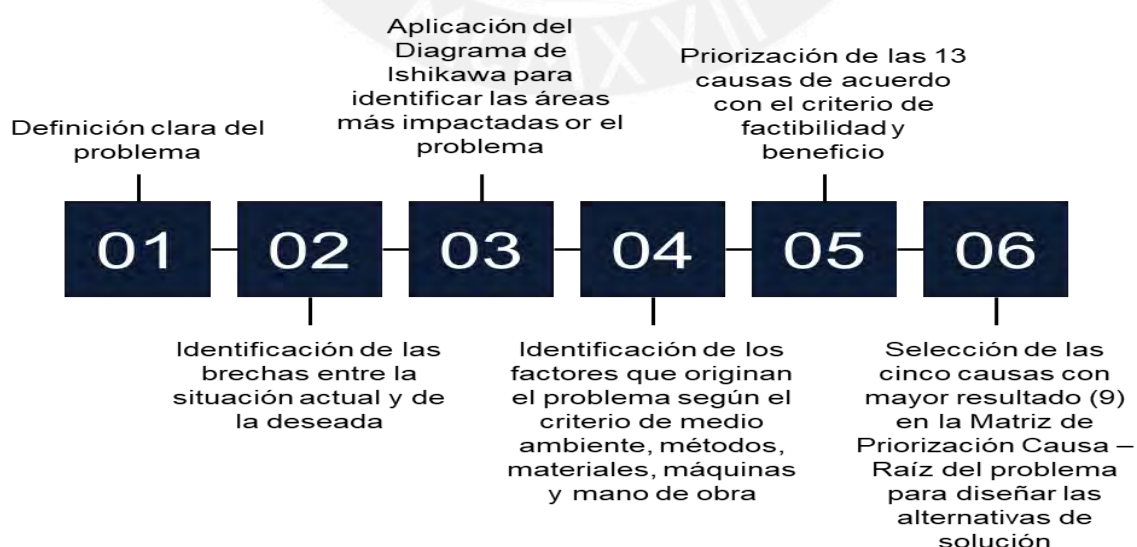 Definición clara del
problema
01
Identificación de las
brechas entre la
situación actual y de
la deseada
02
Aplicación del
Diagrama de
Ishikawa para
identificar las áreas
más impactadas or el
problema
03
Identificación de los
factores que originan
el problema según el
criterio de medio
ambiente, métodos,
materiales, máquinas
y mano de obra
04
Priorización de las 13
causas de acuerdo
con el criterio de
factibilidad y
beneficio
05
Selección de las
cinco causas con
mayor resultado (9)
en la Matriz de
Priorización Causa –
Raíz del problema
para diseñar las
alternativas de
solución
06